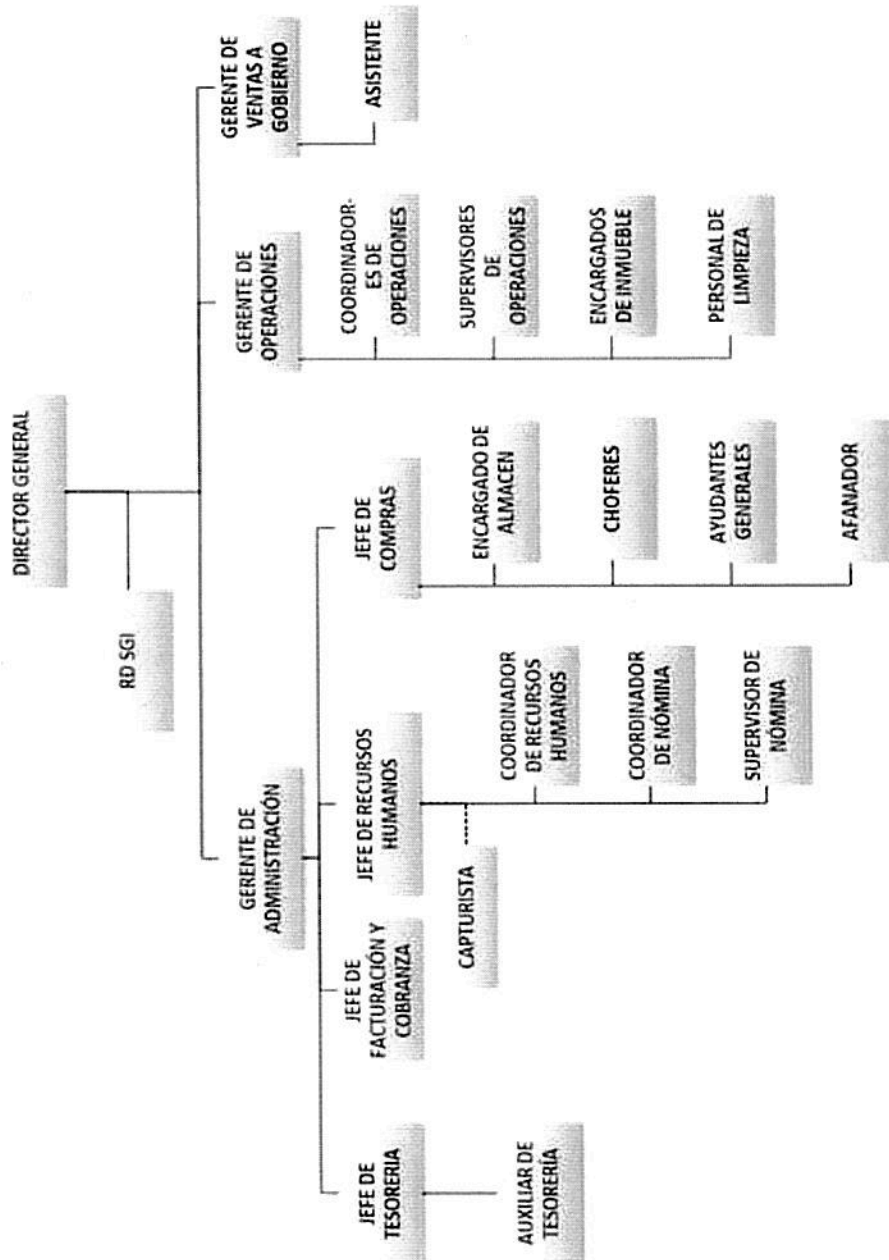 DIRECTOR GENERAL
RD SGI
GERENTE DE
ADMINISTRACIÓN
GERENTE DE
OPERACIONES
GERENTE DE
VENTAS A
GOBIERNO
JEFE DE
TESORERIA
JEFE DE
FACTURACIÓN Y
COBRANZA
JEFE DE RECURSOS
HUMANOS
JEFE DE
COMPRAS
COORDINADOR-
ES DE
OPERACIONES
ASISTENTE
AUXILIAR DE
TESORERÍA
CAPTURISTA
COORDINADOR
DE RECURSOS
HUMANOS
COORDINADOR
DE NÓMINA
SUPERVISOR DE
NÓMINA
ENCARGADO DE
ALMACEN
CHOFERES
AYUDANTES
GENERALES
AFANADOR
SUPERVISORES
DE
OPERACIONES
ENCARGADOS
DE INMUEBLE
PERSONAL DE
LIMPIEZA